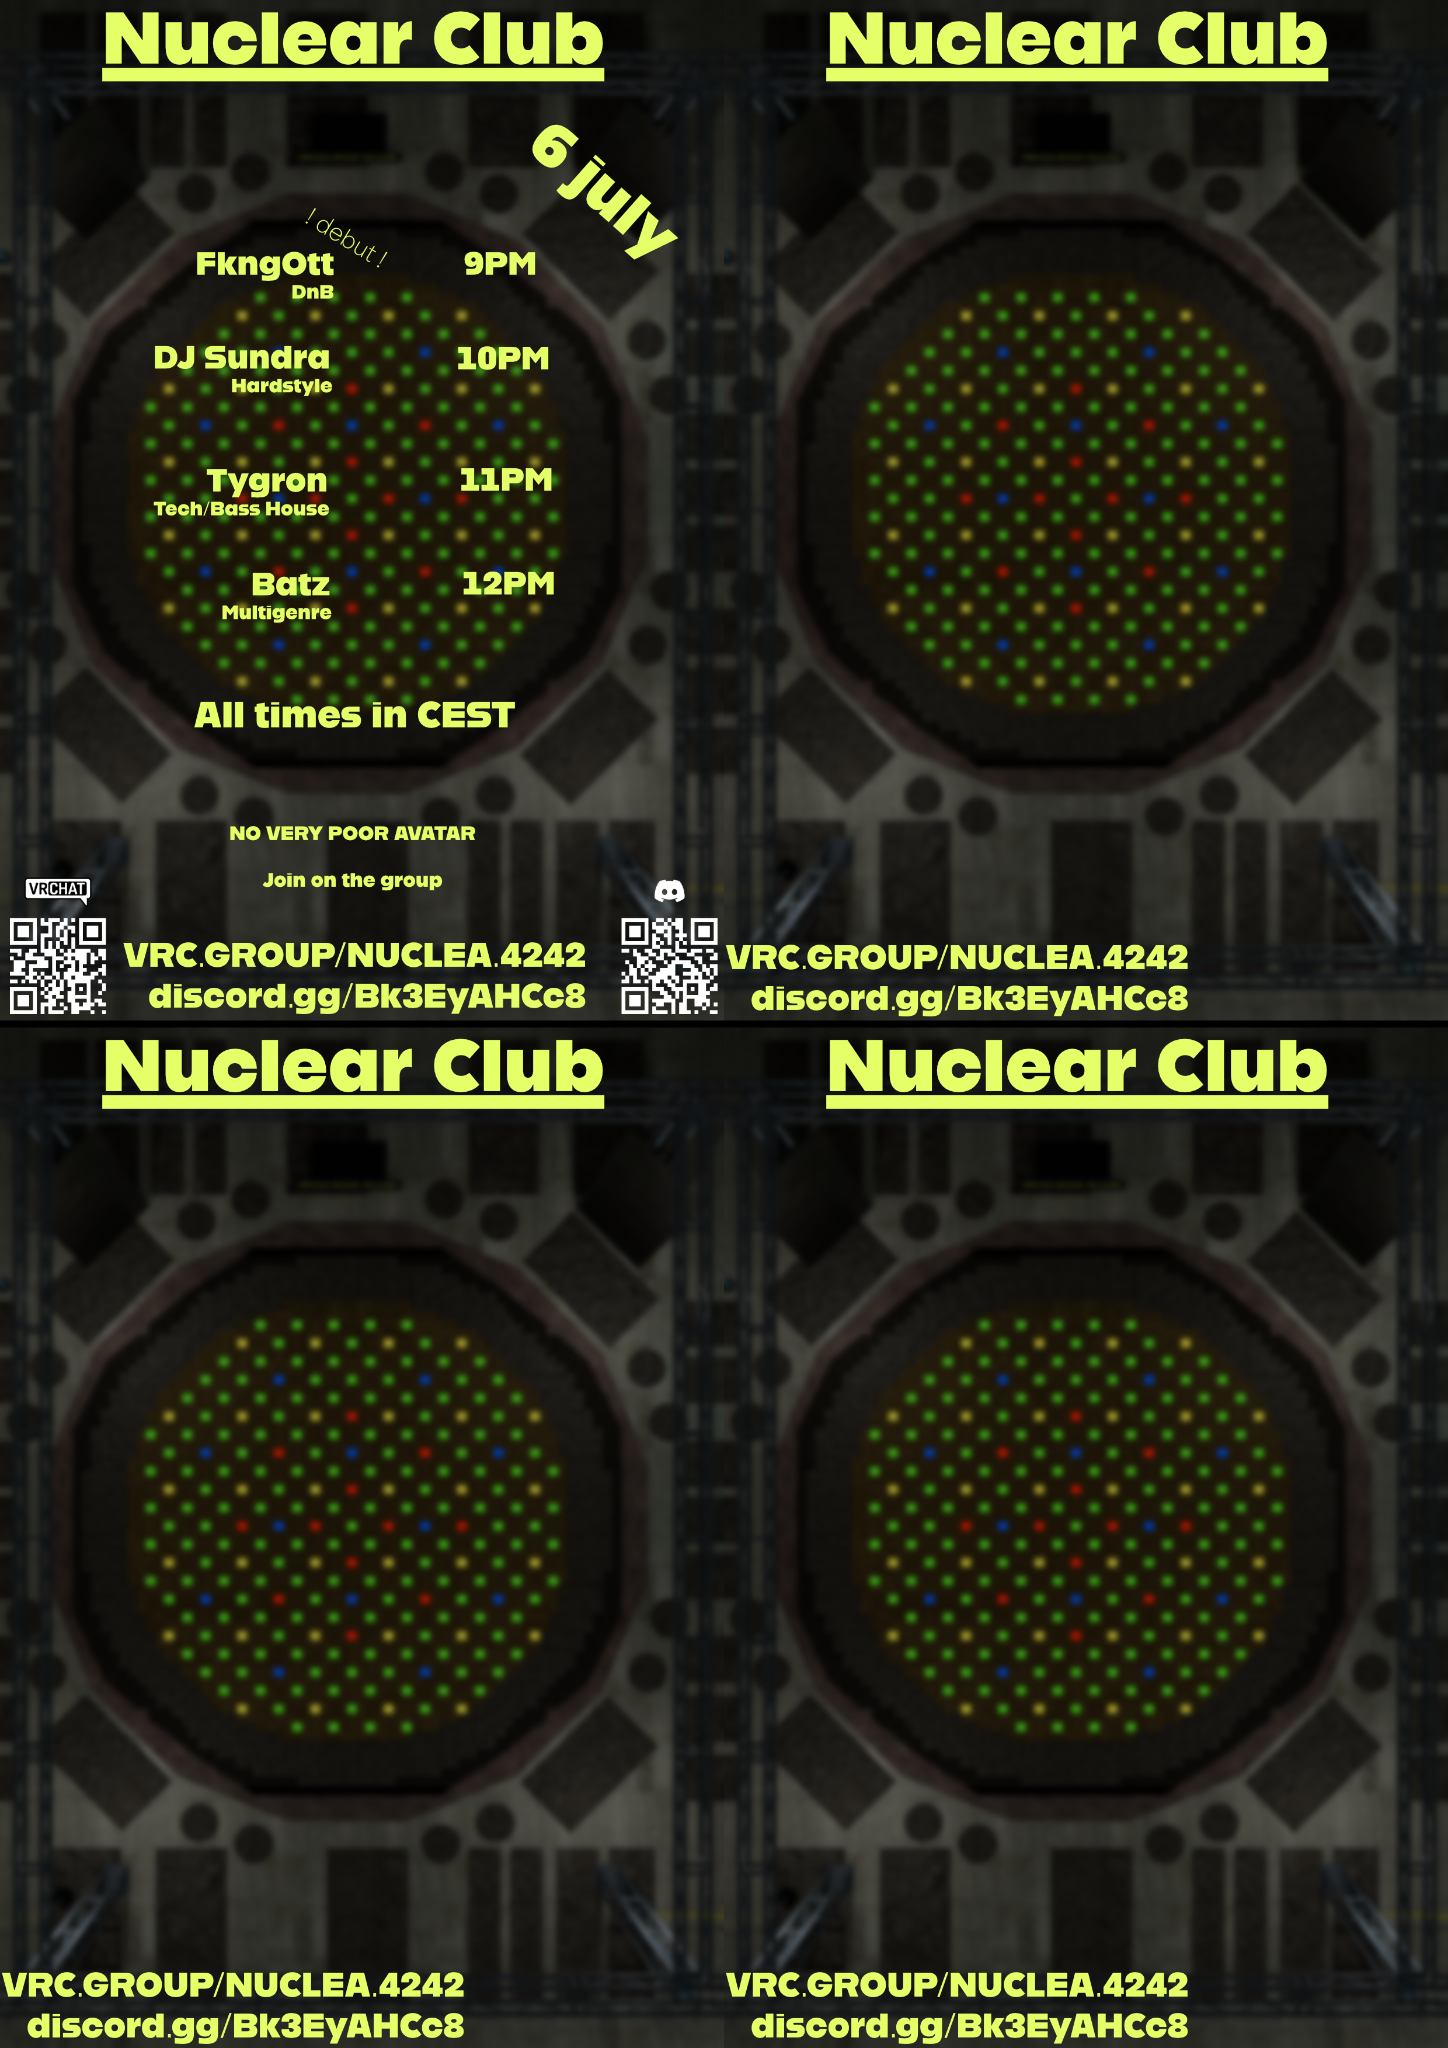 Nuclear Club
6 july
! debut !
FkngOtt 9PM
DnB
DJ Sundra 10PM
Hardstyle
Tygron 11PM
Tech/Bass House
Batz 12PM
Multigenre
All times in CEST
NO VERY POOR AVATAR
Join on the group
VRCHAT
VRC.GROUP/NUCLEA.4242
discord.gg/Bk3EyAHCc8
Nuclear Club
VRC.GROUP/NUCLEA.4242
discord.gg/Bk3EyAHCc8
Nuclear Club
VRC.GROUP/NUCLEA.4242
discord.gg/Bk3EyAHCc8
Nuclear Club
VRC.GROUP/NUCLEA.4242
discord.gg/Bk3EyAHCc8